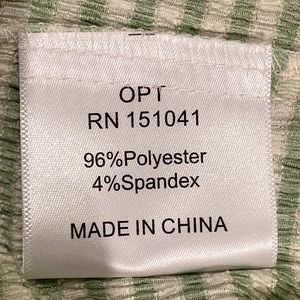 OPT
RN 151041
96%Polyester
4%Spandex
MADE IN CHINA